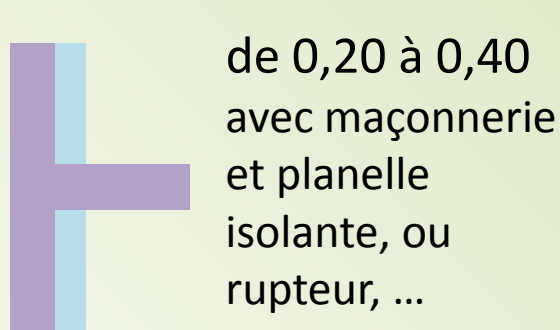 de 0,20 à 0,40
avec maçonnerie
et planelle
isolante, ou
rupteur, ...